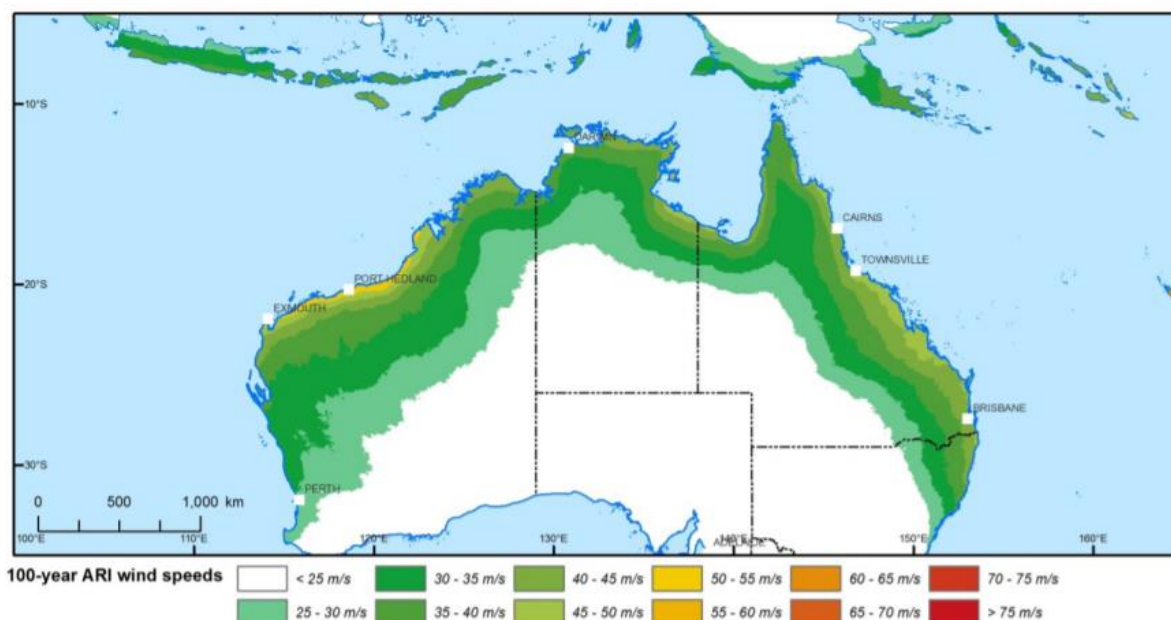 10°S
DARWIN
CAIRNS
TOWNSVILLE
20°S
PORT HEDLAND
EXMOUTH
BRISBANE
30°S
PERTH
0 500 1,000 km
ADELAIDE
100°E 110°E 120°E 130°E 140°E 150°E 160°E
100-year ARI wind speeds
< 25 m/s 30 - 35 m/s 40 - 45 m/s 50 - 55 m/s 60 - 65 m/s 70 - 75 m/s
25 - 30 m/s 35 - 40 m/s 45 - 50 m/s 55 - 60 m/s 65 - 70 m/s > 75 m/s